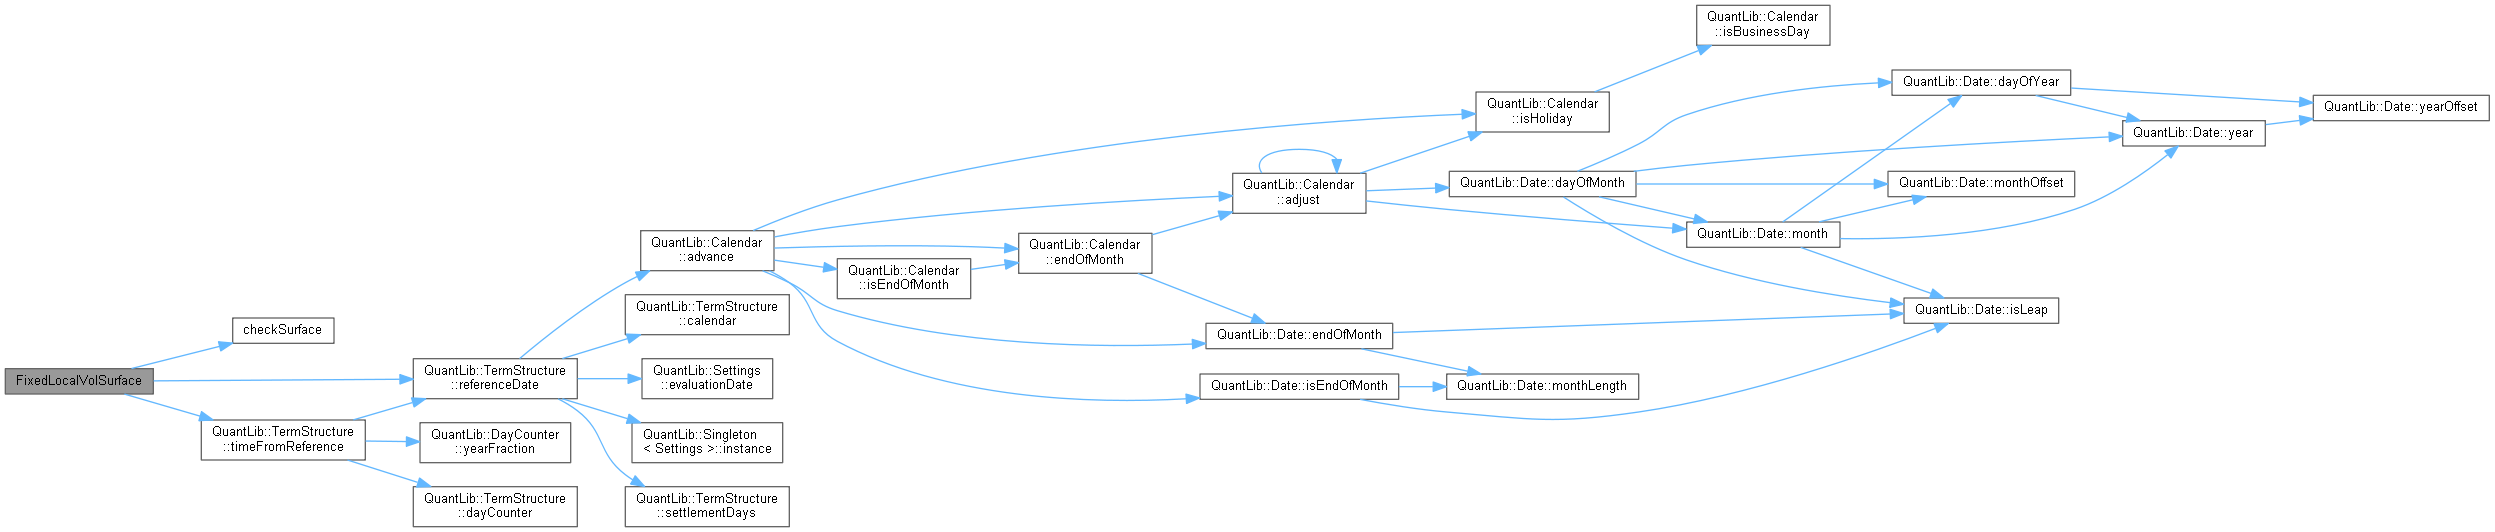 FixedLocalVolSurface
checkSurface
QuantLib::TermStructure
::timeFromReference
QuantLib::TermStructure
::referenceDate
QuantLib::DayCounter
::yearFraction
QuantLib::TermStructure
::dayCounter
QuantLib::Calendar
::advance
QuantLib::TermStructure
::calendar
QuantLib::Settings
::evaluationDate
QuantLib::Singleton
< Settings >::instance
QuantLib::TermStructure
::settlementDays
QuantLib::Calendar
::isEndOfMonth
QuantLib::Calendar
::endOfMonth
QuantLib::Calendar
::adjust
QuantLib::Date::endOfMonth
QuantLib::Date::isEndOfMonth
QuantLib::Calendar
::isHoliday
QuantLib::Date::dayOfMonth
QuantLib::Date::monthLength
QuantLib::Calendar
::isBusinessDay
QuantLib::Date::month
QuantLib::Date::dayOfYear
QuantLib::Date::monthOffset
QuantLib::Date::isLeap
QuantLib::Date::year
QuantLib::Date::yearOffset